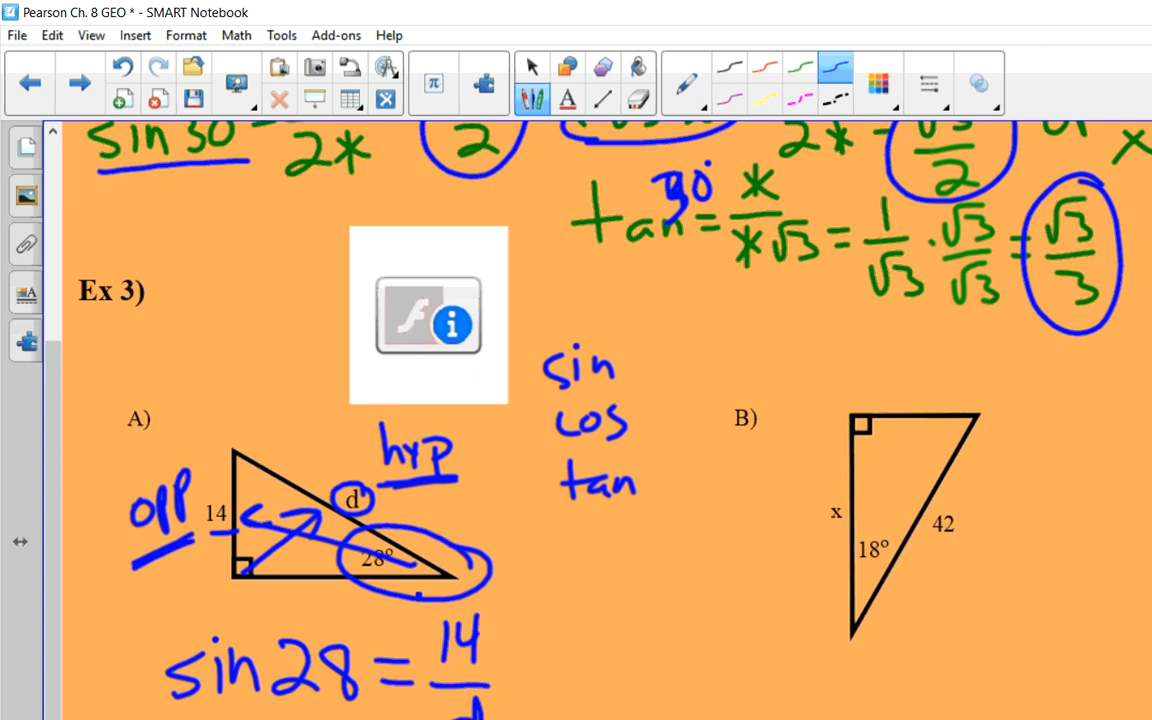 Pearson Ch. 8 GEO * - SMART Notebook
File Edit View Insert Format Math Tools Add-ons Help
sin 30 = 2* 2 2* = √3/2 or x
tan 30° = */*√3 = 1/√3 · √3/√3 = √3/3
Ex 3)
sin
cos
tan
A)
hyp
opp
14
d
28°
sin 28 = 14/d
B)
x
42
18°